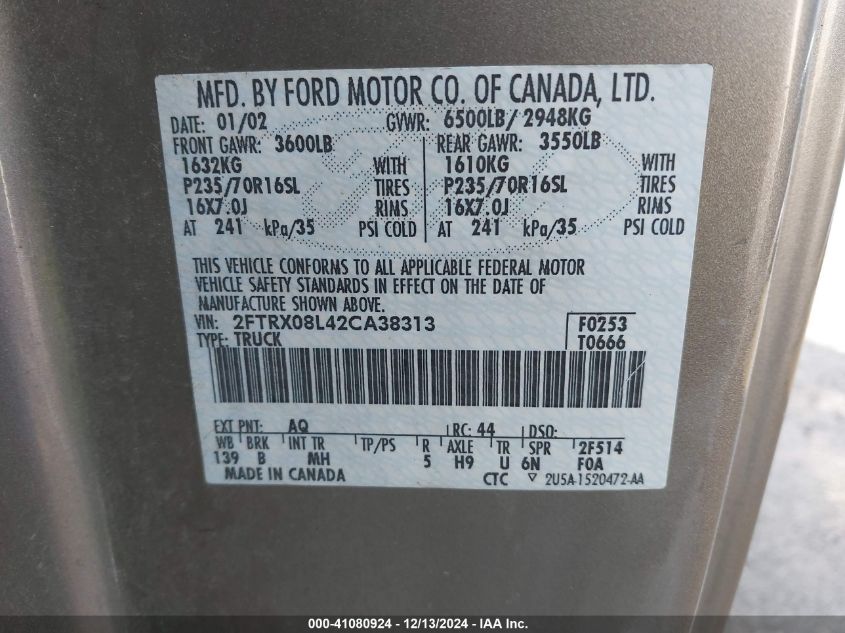 MFD. BY FORD MOTOR CO. OF CANADA, LTD.
DATE: 01/02 GVWR: 6500LB/ 2948KG
FRONT GAWR: 3600LB REAR GAWR: 3550LB
1632KG WITH 1610KG WITH
P235/70R16SL TIRES P235/70R16SL TIRES
16X7.0J RIMS 16X7.0J RIMS
AT 241 kPa/35 PSI COLD AT 241 kPa/35 PSI COLD
THIS VEHICLE CONFORMS TO ALL APPLICABLE FEDERAL MOTOR
VEHICLE SAFETY STANDARDS IN EFFECT ON THE DATE OF
MANUFACTURE SHOWN ABOVE.
VIN: 2FTRX08L42CA38313 F0253
TYPE: TRUCK T0666
EXT PNT: AQ RC: 44 DSO:
WB BRK INT TR TP/PS R AXLE TR SPR 2F514
139 B MH 5 H9 U 6N F0A
MADE IN CANADA CTC ▽ 2U5A-1520472-AA
000-41080924 - 12/13/2024 - IAA Inc.